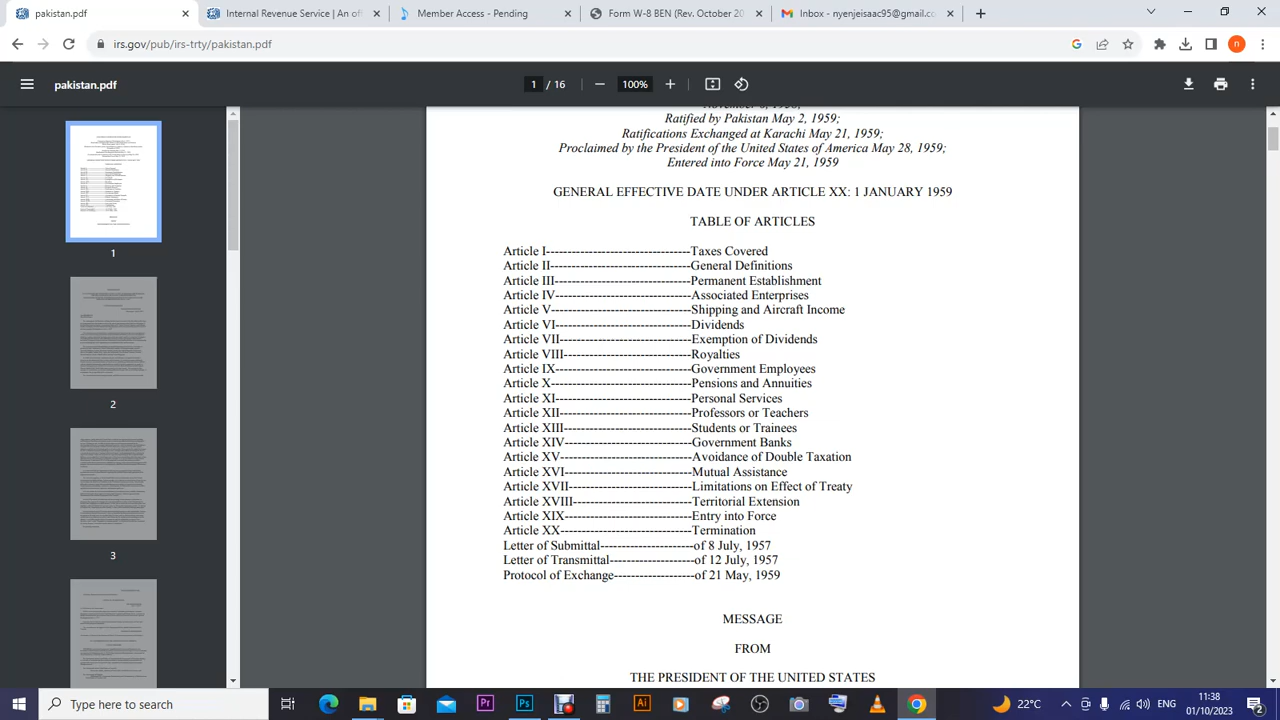 pakistan.pdf
Internal Revenue Service | An of
Member Access - Pending
Form W-8 BEN (Rev. October 20
Inbox - nyenjeisaac95@gmail.co
irs.gov/pub/irs-trty/pakistan.pdf
n
pakistan.pdf
1 / 16
100%
1
2
3
November 6, 1958;
Ratified by Pakistan May 2, 1959;
Ratifications Exchanged at Karachi May 21, 1959;
Proclaimed by the President of the United States of America May 28, 1959;
Entered into Force May 21, 1959
GENERAL EFFECTIVE DATE UNDER ARTICLE XX: 1 JANUARY 1959
TABLE OF ARTICLES
Article I----------------------------------Taxes Covered
Article II------------------------------General Definitions
Article III-------------------------------Permanent Establishment
Article IV--------------------------------Associated Enterprises
Article V---------------------------------Shipping and Aircraft Income
Article VI--------------------------------Dividends
Article VII-------------------------------Exemption of Dividends
Article VIII------------------------------Royalties
Article IX--------------------------------Government Employees
Article X---------------------------------Pensions and Annuities
Article XI--------------------------------Personal Services
Article XII-------------------------------Professors or Teachers
Article XIII------------------------------Students or Trainees
Article XIV------------------------------Government Banks
Article XV-------------------------------Avoidance of Double Taxation
Article XVI------------------------------Mutual Assistance
Article XVII-----------------------------Limitations on Effect of Treaty
Article XVIII----------------------------Territorial Extension
Article XIX------------------------------Entry into Force
Article XX-------------------------------Termination
Letter of Submittal----------------------of 8 July, 1957
Letter of Transmittal--------------------of 12 July, 1957
Protocol of Exchange-------------------of 21 May, 1959
MESSAGE
FROM
THE PRESIDENT OF THE UNITED STATES
Type here to search
Pr
Ps
Ai
22°C
ENG
11:38
01/10/2023
2